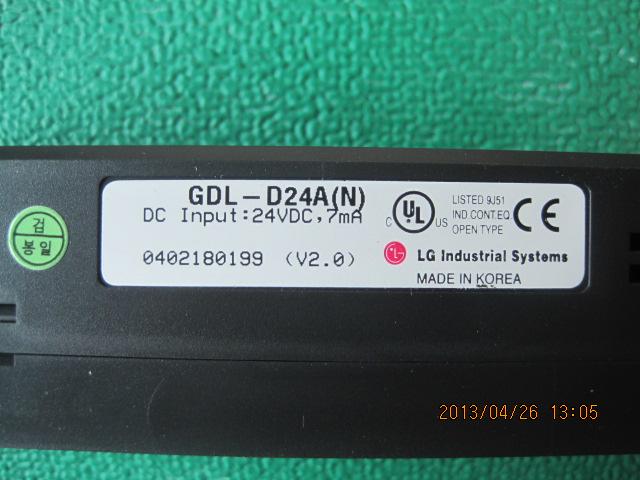 GDL-D24A(N)
DC Input:24VDC,7mA
0402180199 (V2.0)
C UL US
LISTED 9J51
IND.CONT.EQ.
OPEN TYPE
CE
LG
LG Industrial Systems
MADE IN KOREA
검
봉일
2013/04/26 13:05